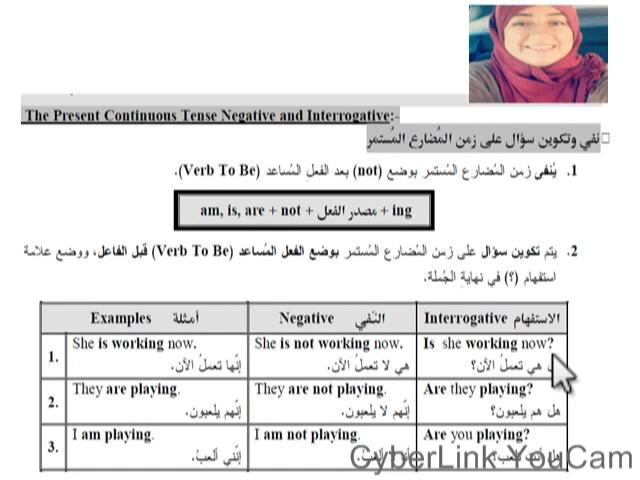 The Present Continuous Tense Negative and Interrogative:-
نفي وتكوين سؤال على زمن المُضارع المُستمر
1. يُنفى زمن المُضارع المُستمر بوضع (not) بعد الفعل المُساعد (Verb To Be).
am, is, are + not + مصدر الفعل + ing
2. يتم تكوين سؤال على زمن المُضارع المُستمر بوضع الفعل المُساعد (Verb To Be) قبل الفاعل، ووضع علامة
استفهام (؟) في نهاية الجُملة.
Examples أمثلة Negative النّفي Interrogative الاستفهام
1. She is working now. She is not working now. Is she working now?
إنّها تعملُ الآن. هي لا تعملُ الآن. هي تعملُ الآن؟
2. They are playing. They are not playing. Are they playing?
إنّهم يلعبون. إنّهم لا يلعبون. هل هم يلعبون؟
3. I am playing. I am not playing. Are you playing?
إنّني ألعبُ.
CyberLink YouCam